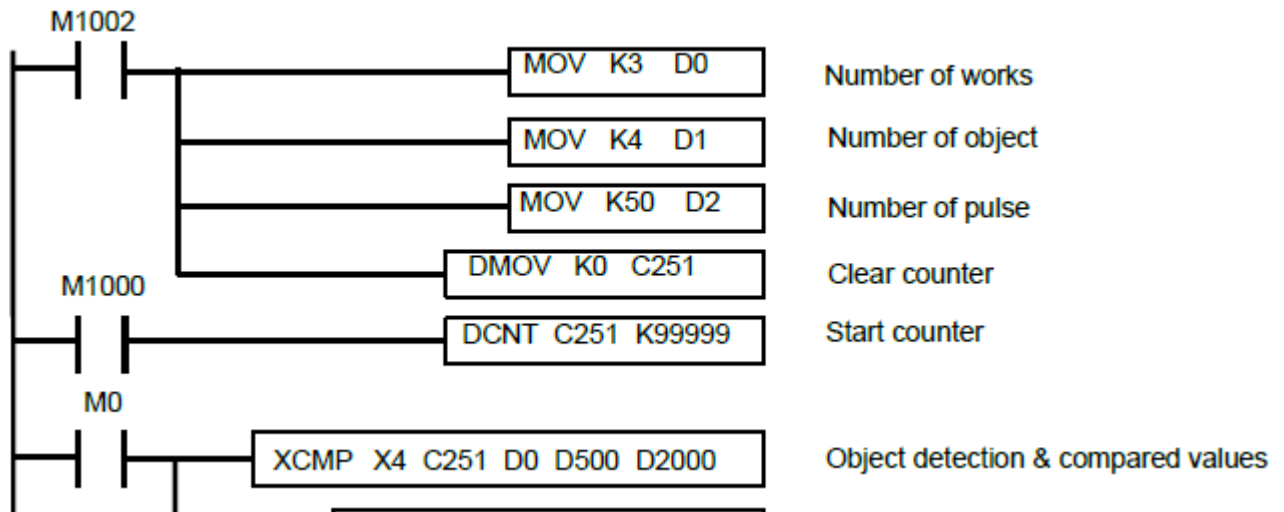 M1002
MOV K3 D0 Number of works
MOV K4 D1 Number of object
MOV K50 D2 Number of pulse
DMOV K0 C251 Clear counter
M1000
DCNT C251 K99999 Start counter
M0
XCMP X4 C251 D0 D500 D2000 Object detection & compared values